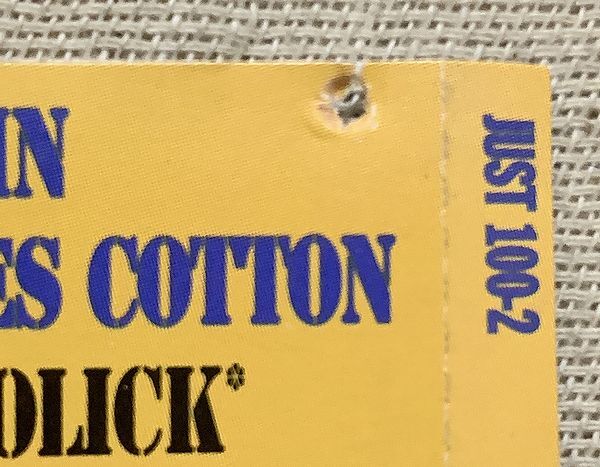 IN
ES COTTON
OLICK*
JUST 100-2